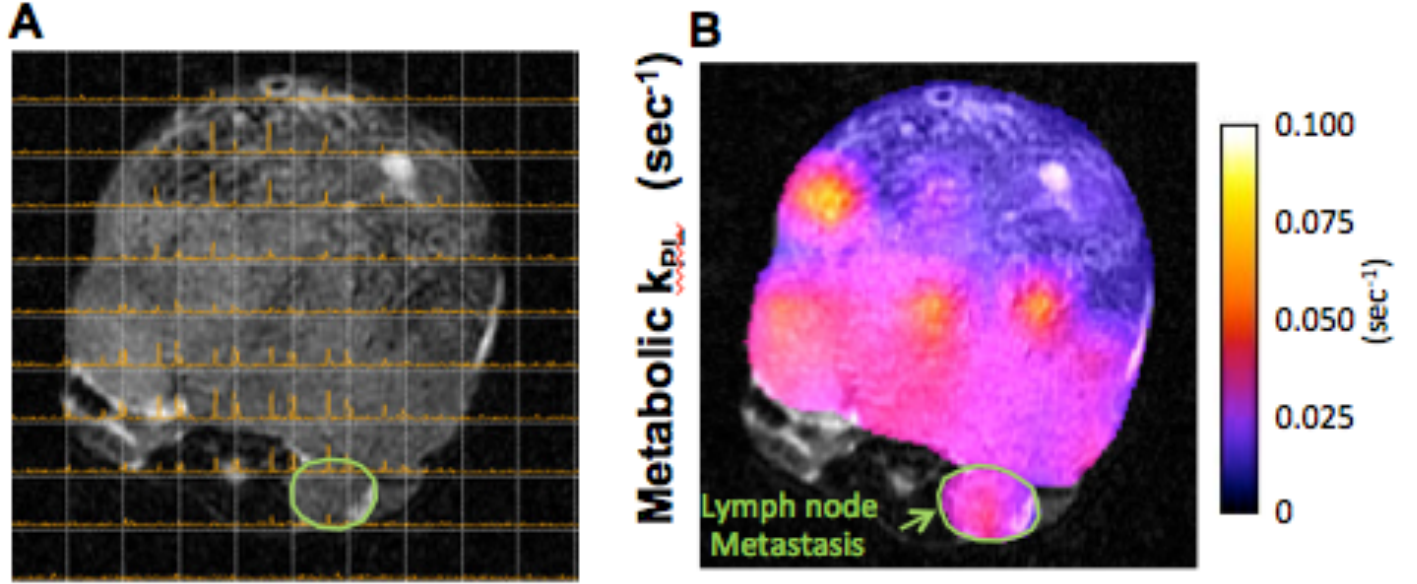 A
B
Metabolic kPL (sec-1)
Lymph node
Metastasis
0.100
0.075
0.050
0.025
0
(sec-1)